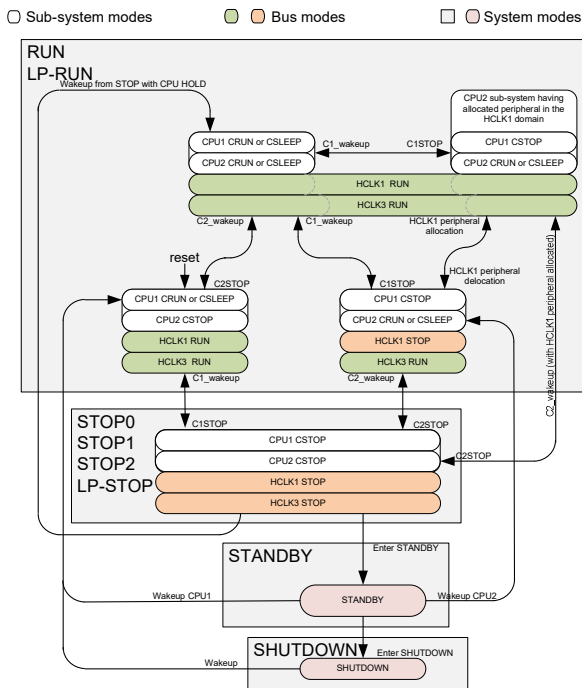 Sub-system modes
Bus modes
System modes
RUN
LP-RUN
Wakeup from STOP with CPU HOLD
CPU2 sub-system having
allocated peripheral in the
HCLK1 domain
CPU1 CRUN or CSLEEP
C1_wakeup
C1STOP
CPU1 CSTOP
CPU2 CRUN or CSLEEP
CPU2 CRUN or CSLEEP
HCLK1 RUN
HCLK3 RUN
C2_wakeup
C1_wakeup
HCLK1 peripheral
allocation
reset
C2STOP
C1STOP
HCLK1 peripheral
delocation
CPU1 CRUN or CSLEEP
CPU1 CSTOP
CPU2 CSTOP
CPU2 CRUN or CSLEEP
HCLK1 RUN
HCLK1 STOP
HCLK3 RUN
HCLK3 RUN
C2_wakeup (with HCLK1 peripheral allocated)
C1_wakeup
C2_wakeup
STOP0
STOP1
STOP2
LP-STOP
C1STOP
C2STOP
CPU1 CSTOP
CPU2 CSTOP
C2STOP
HCLK1 STOP
HCLK3 STOP
Enter STANDBY
STANDBY
Wakeup CPU1
STANDBY
Wakeup CPU2
SHUTDOWN
Enter SHUTDOWN
Wakeup
SHUTDOWN